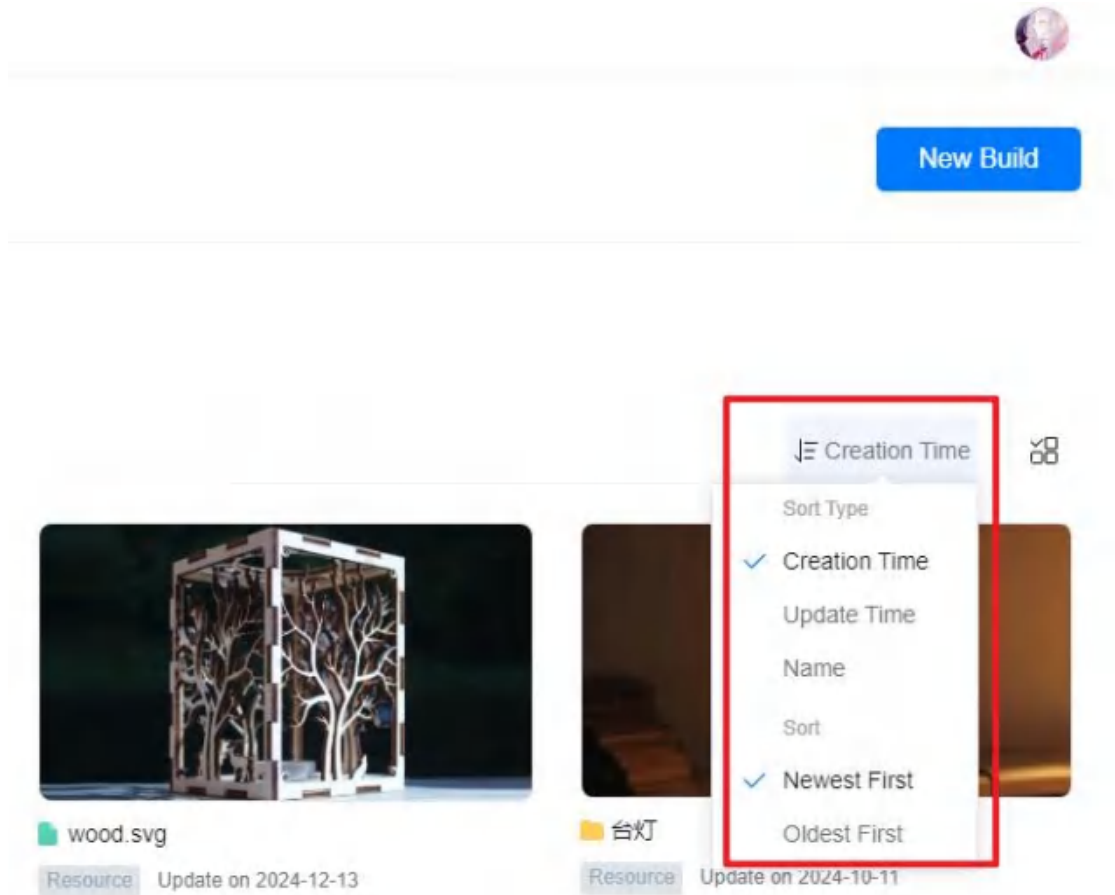 New Build
Creation Time
Sort Type
Creation Time
Update Time
Name
Sort
Newest First
Oldest First
wood.svg
Resource Update on 2024-12-13
台灯
Resource Update on 2024-10-11